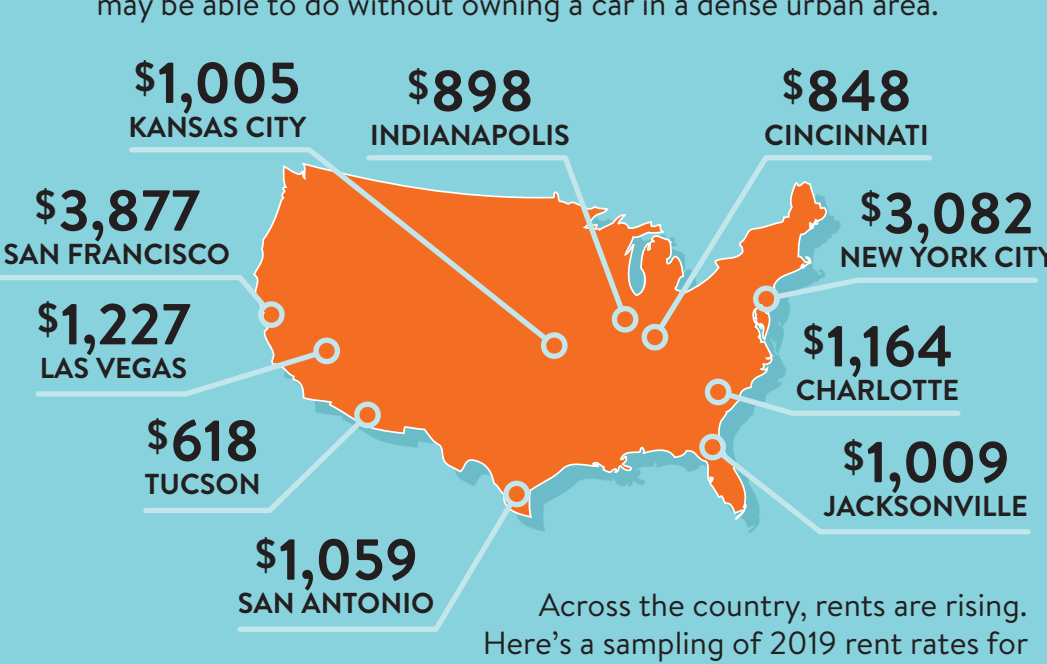 may be able to do without owning a car in a dense urban area.
$1,005
KANSAS CITY
$898
INDIANAPOLIS
$848
CINCINNATI
$3,877
SAN FRANCISCO
$3,082
NEW YORK CITY
$1,227
LAS VEGAS
$1,164
CHARLOTTE
$618
TUCSON
$1,009
JACKSONVILLE
$1,059
SAN ANTONIO
Across the country, rents are rising.
Here’s a sampling of 2019 rent rates for